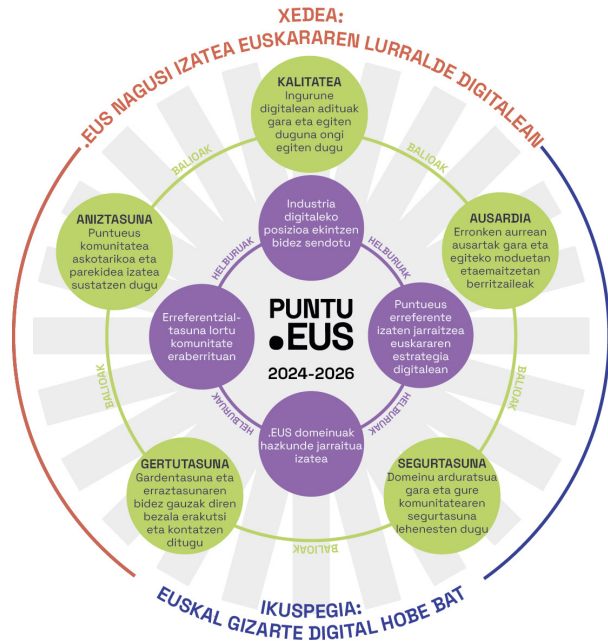 XEDEA:
.EUS NAGUSI IZATEA EUSKARAREN LURRALDE DIGITALEAN
KALITATEA
Ingurune
digitalean adituak
gara eta egiten
duguna ongi
egiten dugu
BALIOAK
BALIOAK
ANIZTASUNA
Puntueus
komunitatea
askotarikoa eta
parekidea izatea
sustatzen dugu
AUSARDIA
Erronken aurrean
ausartak gara eta
egiteko moduetan
etaemaitzetan
berritzaileak
Industria
digitaleko
posizioa ekintzen
bidez sendotu
HELBURUAK
HELBURUAK
Erreferentzial-
tasuna lortu
komunitate
eraberrituan
PUNTU
.EUS
2024-2026
Puntueus
erreferente
izaten jarraitzea
euskararen
estrategia
digitalean
BALIOAK
BALIOAK
HELBURUAK
HELBURUAK
.EUS domeinuak
hazkunde jarraitua
izatea
GERTUTASUNA
Gardentasuna eta
erraztasunaren
bidez gauzak diren
bezala erakutsi
eta kontatzen
ditugu
SEGURTASUNA
Domeinu arduratsua
gara eta gure
komunitatearen
segurtasuna
lehenesten dugu
BALIOAK
IKUSPEGIA:
EUSKAL GIZARTE DIGITAL HOBE BAT